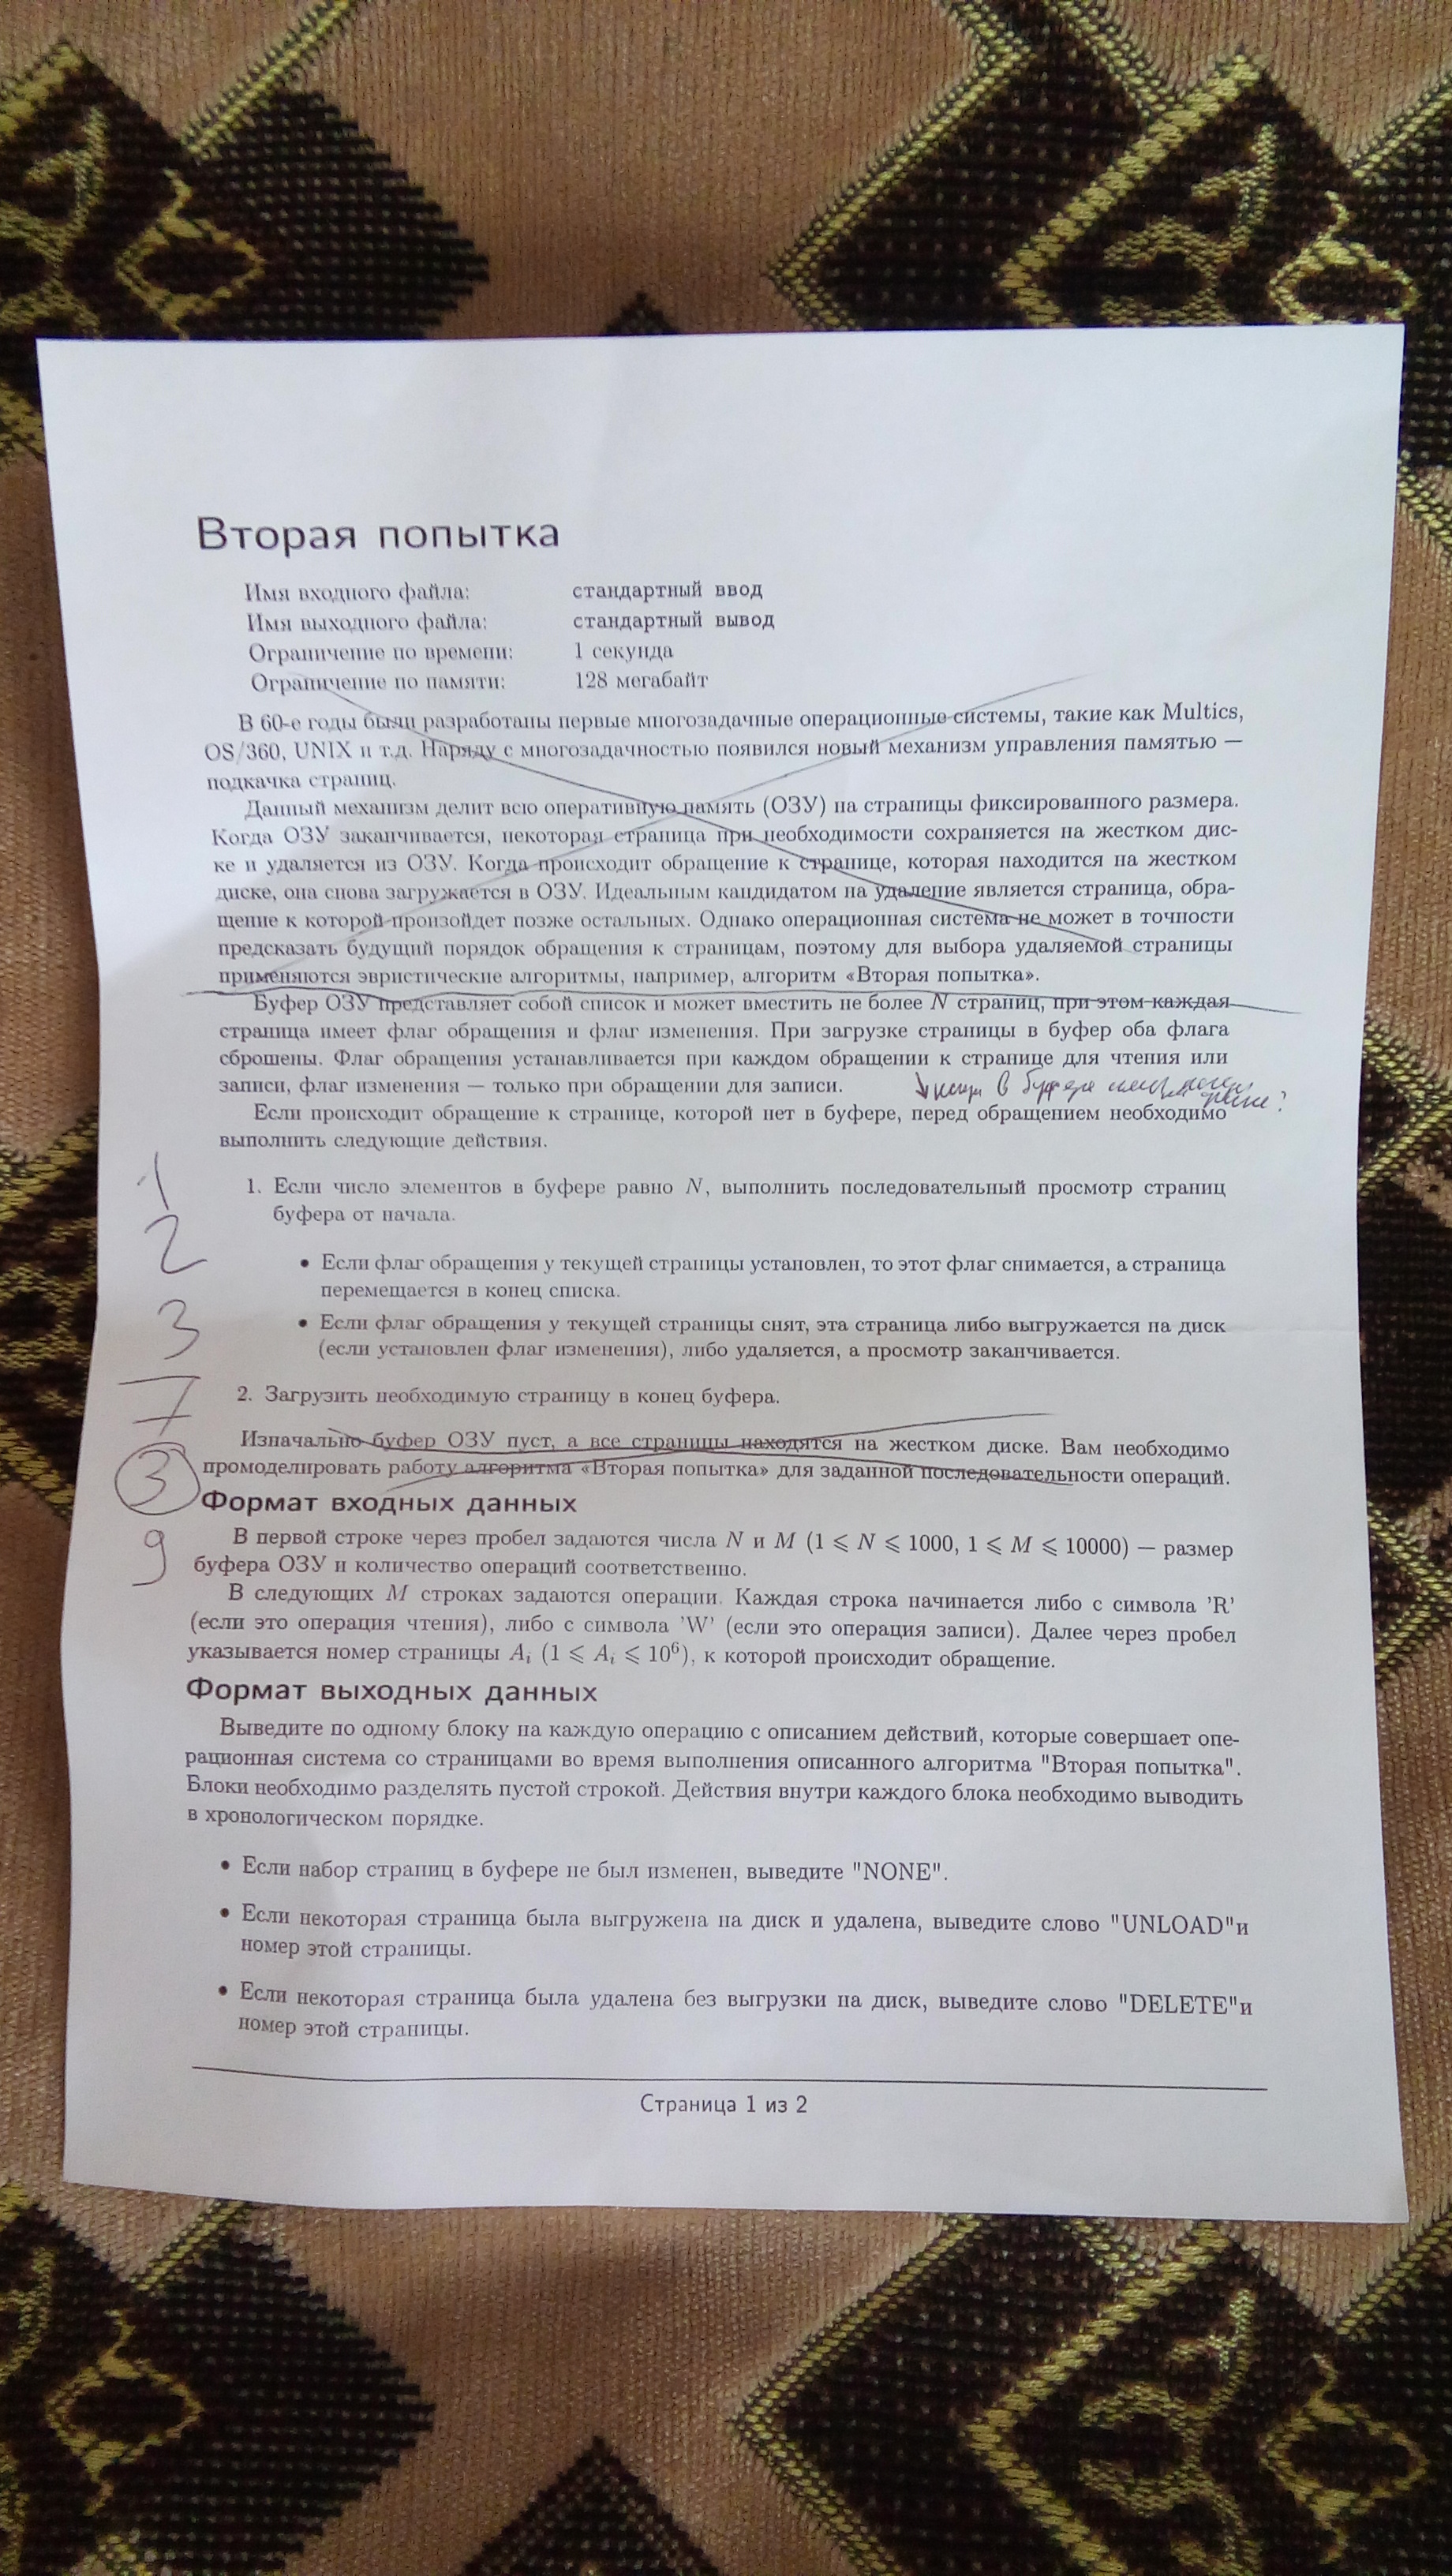 Вторая попытка
Имя входного файла: стандартный ввод
Имя выходного файла: стандартный вывод
Ограничение по времени: 1 секунда
Ограничение по памяти: 128 мегабайт
В 60-е годы были разработаны первые многозадачные операционные системы, такие как Multics,
OS/360, UNIX и т.д. Наряду с многозадачностью появился новый механизм управления памятью —
подкачка страниц.
Данный механизм делит всю оперативную память (ОЗУ) на страницы фиксированного размера.
Когда ОЗУ заканчивается, некоторая страница при необходимости сохраняется на жестком дис-
ке и удаляется из ОЗУ. Когда происходит обращение к странице, которая находится на жестком
диске, она снова загружается в ОЗУ. Идеальным кандидатом на удаление является страница, обра-
щение к которой произойдет позже остальных. Однако операционная система не может в точности
предсказать будущий порядок обращения к страницам, поэтому для выбора удаляемой страницы
применяются эвристические алгоритмы, например, алгоритм «Вторая попытка».
Буфер ОЗУ представляет собой список и может вместить не более N страниц, при этом каждая
страница имеет флаг обращения и флаг изменения. При загрузке страницы в буфер оба флага
сброшены. Флаг обращения устанавливается при каждом обращении к странице для чтения или
записи, флаг изменения — только при обращении для записи.
в буфере
Если происходит обращение к странице, которой нет в буфере, перед обращением необходимо
выполнить следующие действия.
1
1. Если число элементов в буфере равно N, выполнить последовательный просмотр страниц
буфера от начала.
2
• Если флаг обращения у текущей страницы установлен, то этот флаг снимается, а страница
перемещается в конец списка.
3
• Если флаг обращения у текущей страницы снят, эта страница либо выгружается на диск
(если установлен флаг изменения), либо удаляется, а просмотр заканчивается.
7
2. Загрузить необходимую страницу в конец буфера.
Изначально буфер ОЗУ пуст, а все страницы находятся на жестком диске. Вам необходимо
промоделировать работу алгоритма «Вторая попытка» для заданной последовательности операций.
3
Формат входных данных
9
В первой строке через пробел задаются числа N и M (1 ⩽ N ⩽ 1000, 1 ⩽ M ⩽ 10000) — размер
буфера ОЗУ и количество операций соответственно.
В следующих M строках задаются операции. Каждая строка начинается либо с символа 'R'
(если это операция чтения), либо с символа 'W' (если это операция записи). Далее через пробел
указывается номер страницы Aᵢ (1 ⩽ Aᵢ ⩽ 10⁶), к которой происходит обращение.
Формат выходных данных
Выведите по одному блоку на каждую операцию с описанием действий, которые совершает опе-
рационная система со страницами во время выполнения описанного алгоритма "Вторая попытка".
Блоки необходимо разделять пустой строкой. Действия внутри каждого блока необходимо выводить
в хронологическом порядке.
• Если набор страниц в буфере не был изменен, выведите "NONE".
• Если некоторая страница была выгружена на диск и удалена, выведите слово "UNLOAD"и
номер этой страницы.
• Если некоторая страница была удалена без выгрузки на диск, выведите слово "DELETE"и
номер этой страницы.
Страница 1 из 2